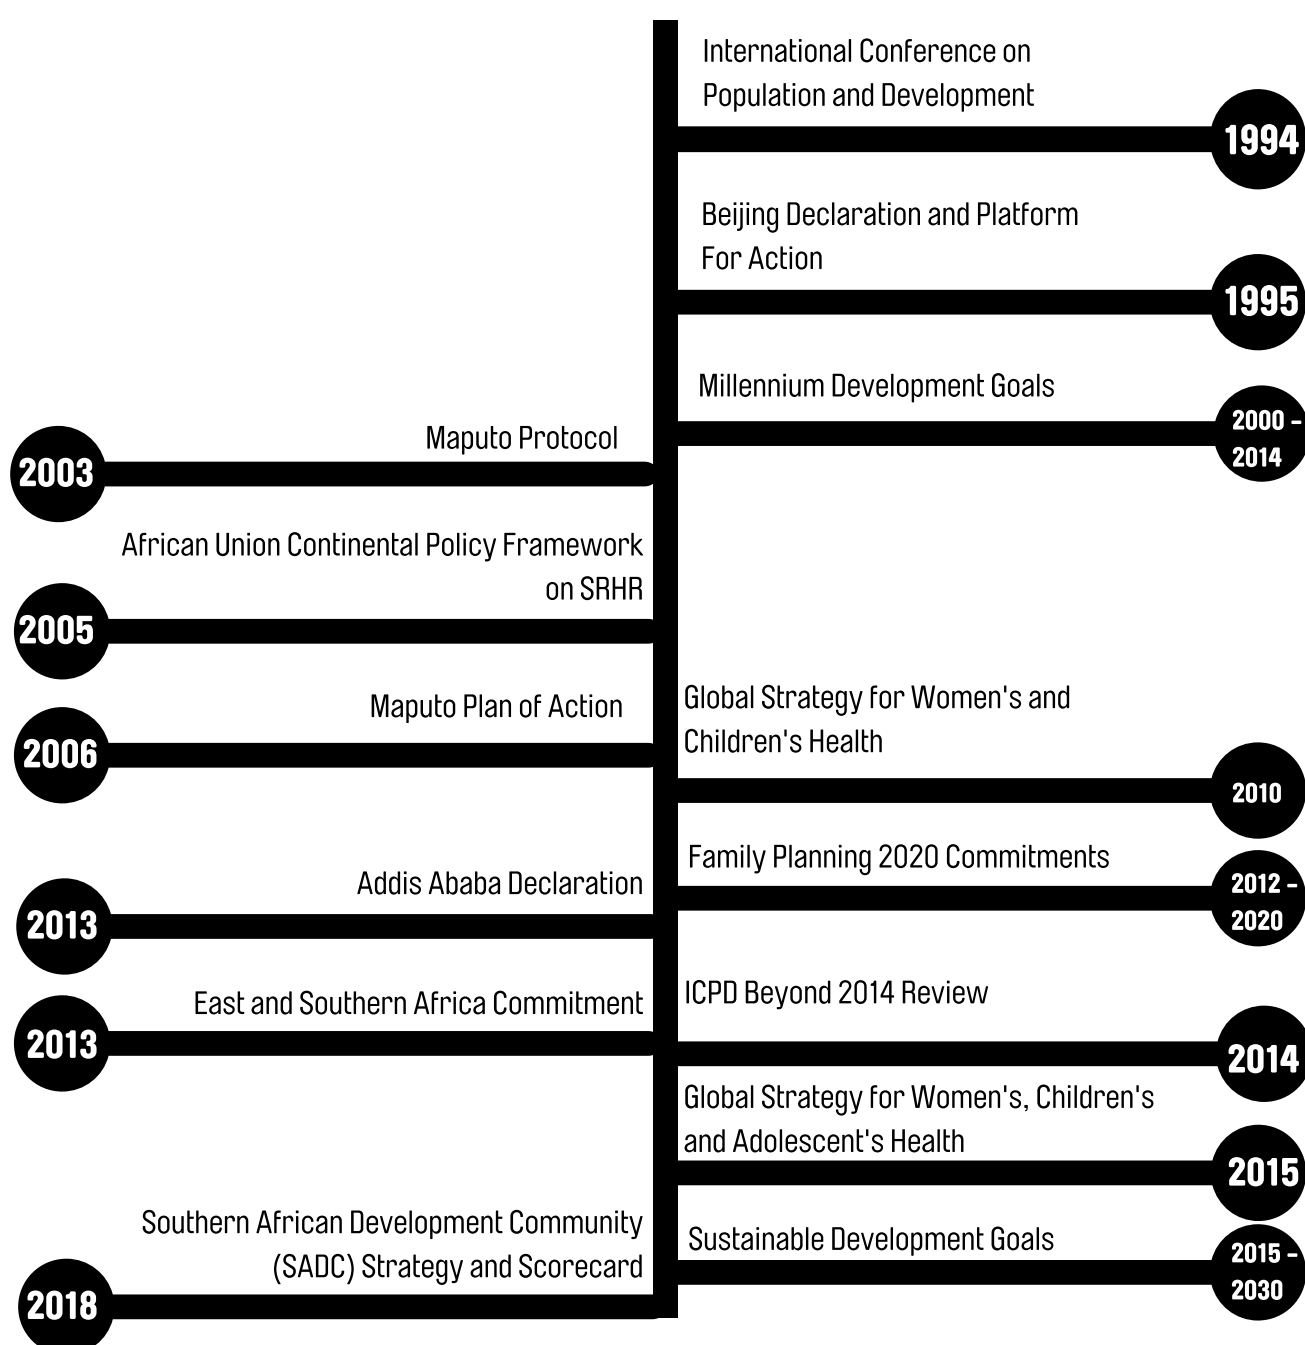 International Conference on
Population and Development
1994
Beijing Declaration and Platform
For Action
1995
Millennium Development Goals
2000 -
2014
Maputo Protocol
2003
African Union Continental Policy Framework
on SRHR
2005
Maputo Plan of Action
2006
Global Strategy for Women's and
Children's Health
2010
Family Planning 2020 Commitments
2012 -
2020
Addis Ababa Declaration
2013
East and Southern Africa Commitment
2013
ICPD Beyond 2014 Review
2014
Global Strategy for Women's, Children's
and Adolescent's Health
2015
Sustainable Development Goals
2015 -
2030
Southern African Development Community
(SADC) Strategy and Scorecard
2018